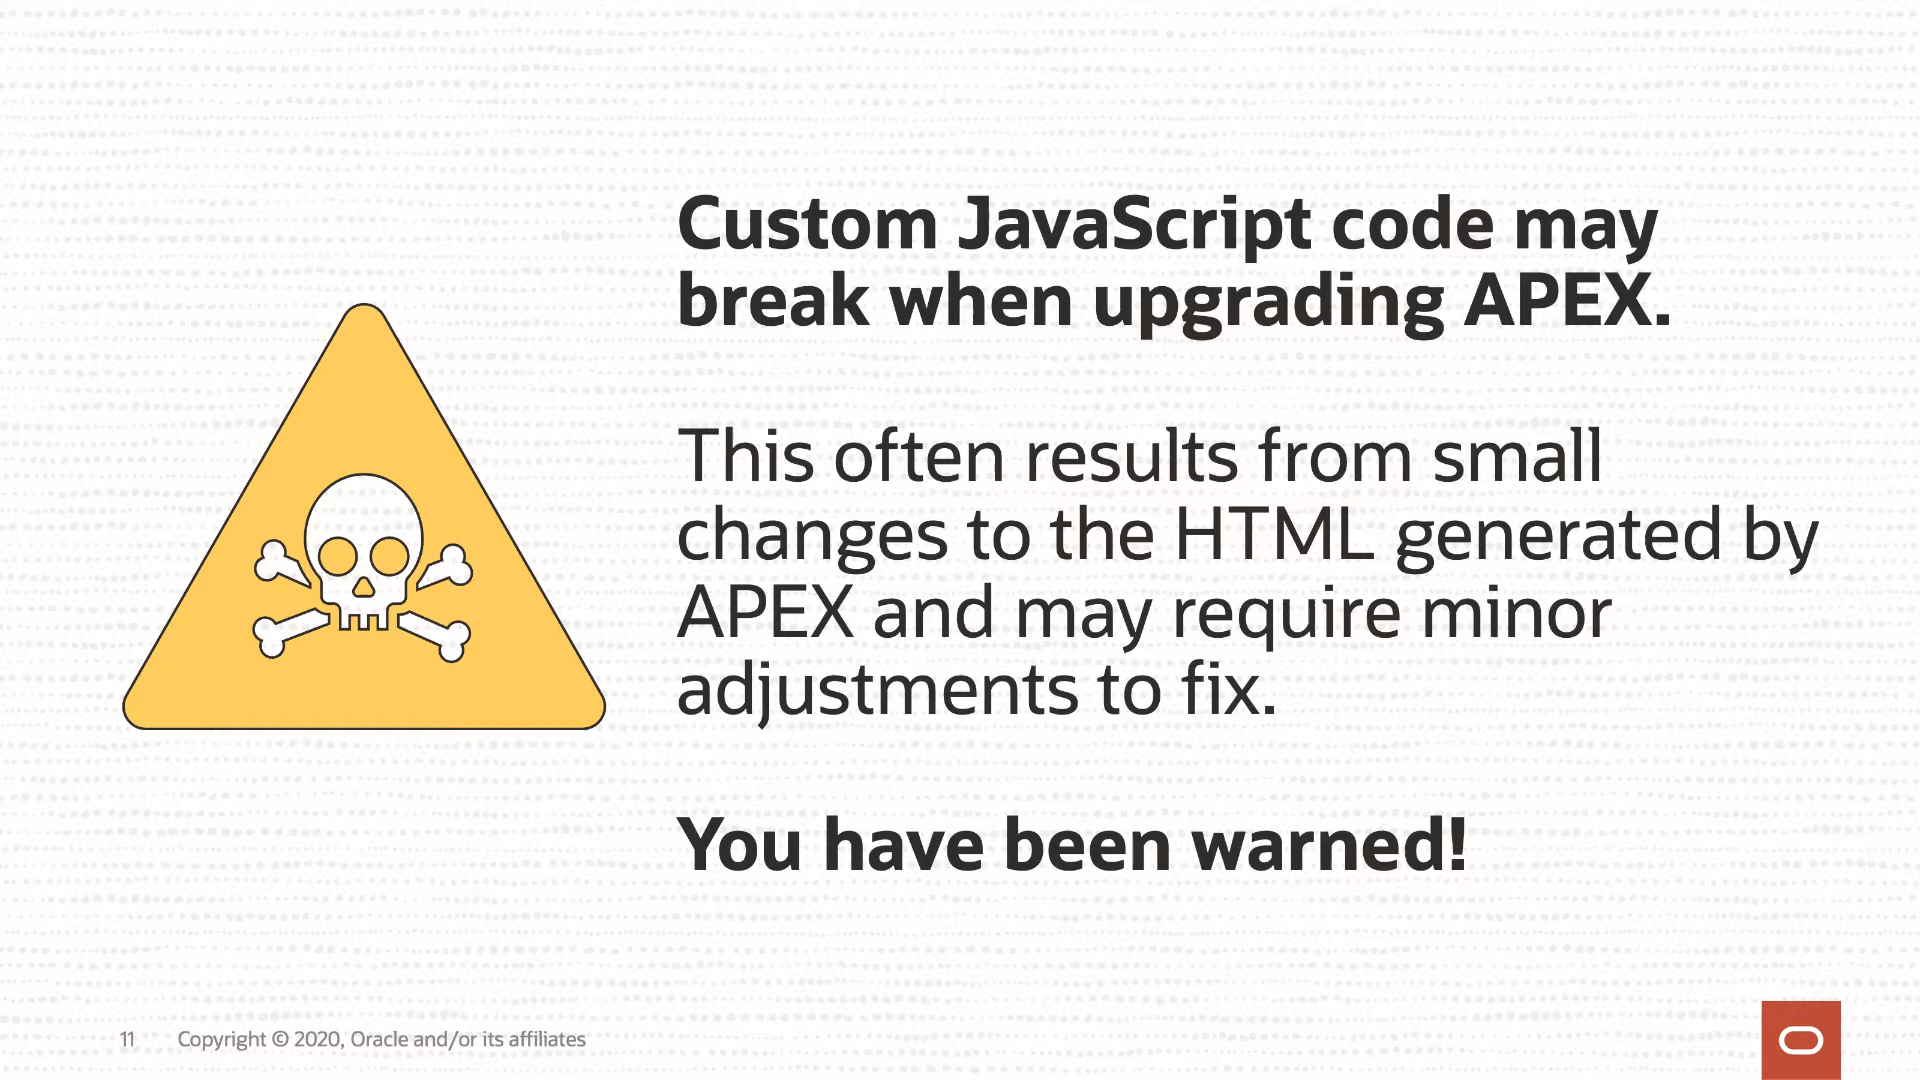 Custom JavaScript code may
break when upgrading APEX.
This often results from small
changes to the HTML generated by
APEX and may require minor
adjustments to fix.
You have been warned!
11 Copyright © 2020, Oracle and/or its affiliates